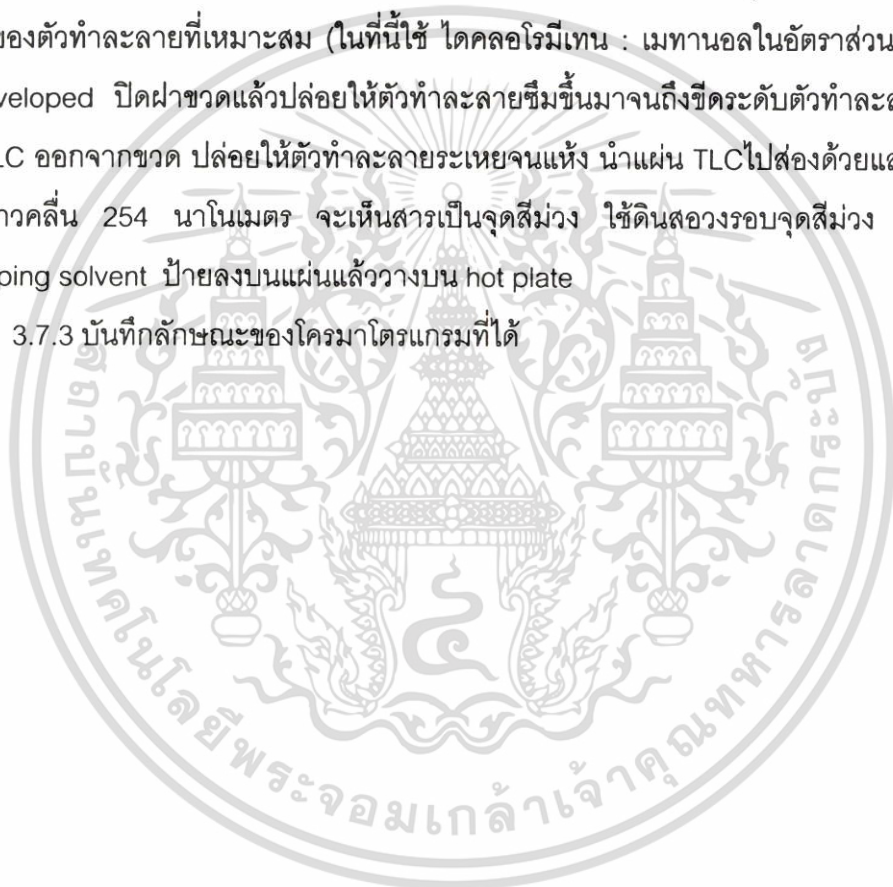 ของตัวทำละลายที่เหมาะสม (ในที่นี้ใช้ ไดคลอโรมีเทน : เมทานอลในอัตราส่วน
veloped ปิดฝาขวดแล้วปล่อยให้ตัวทำละลายซึมขึ้นมาจนถึงขีดระดับตัวทำละล
LC ออกจากขวด ปล่อยให้ตัวทำละลายระเหยจนแห้ง นำแผ่น TLCไปส่องด้วยแส
าวคลื่น 254 นาโนเมตร จะเห็นสารเป็นจุดสีม่วง ใช้ดินสอวงรอบจุดสีม่วง
ping solvent ป้ายลงบนแผ่นแล้ววางบน hot plate
3.7.3 บันทึกลักษณะของโครมาโตรแกรมที่ได้
สถาบันเทคโนโลยีพระจอมเกล้าเจ้าคุณทหารลาดกระบัง